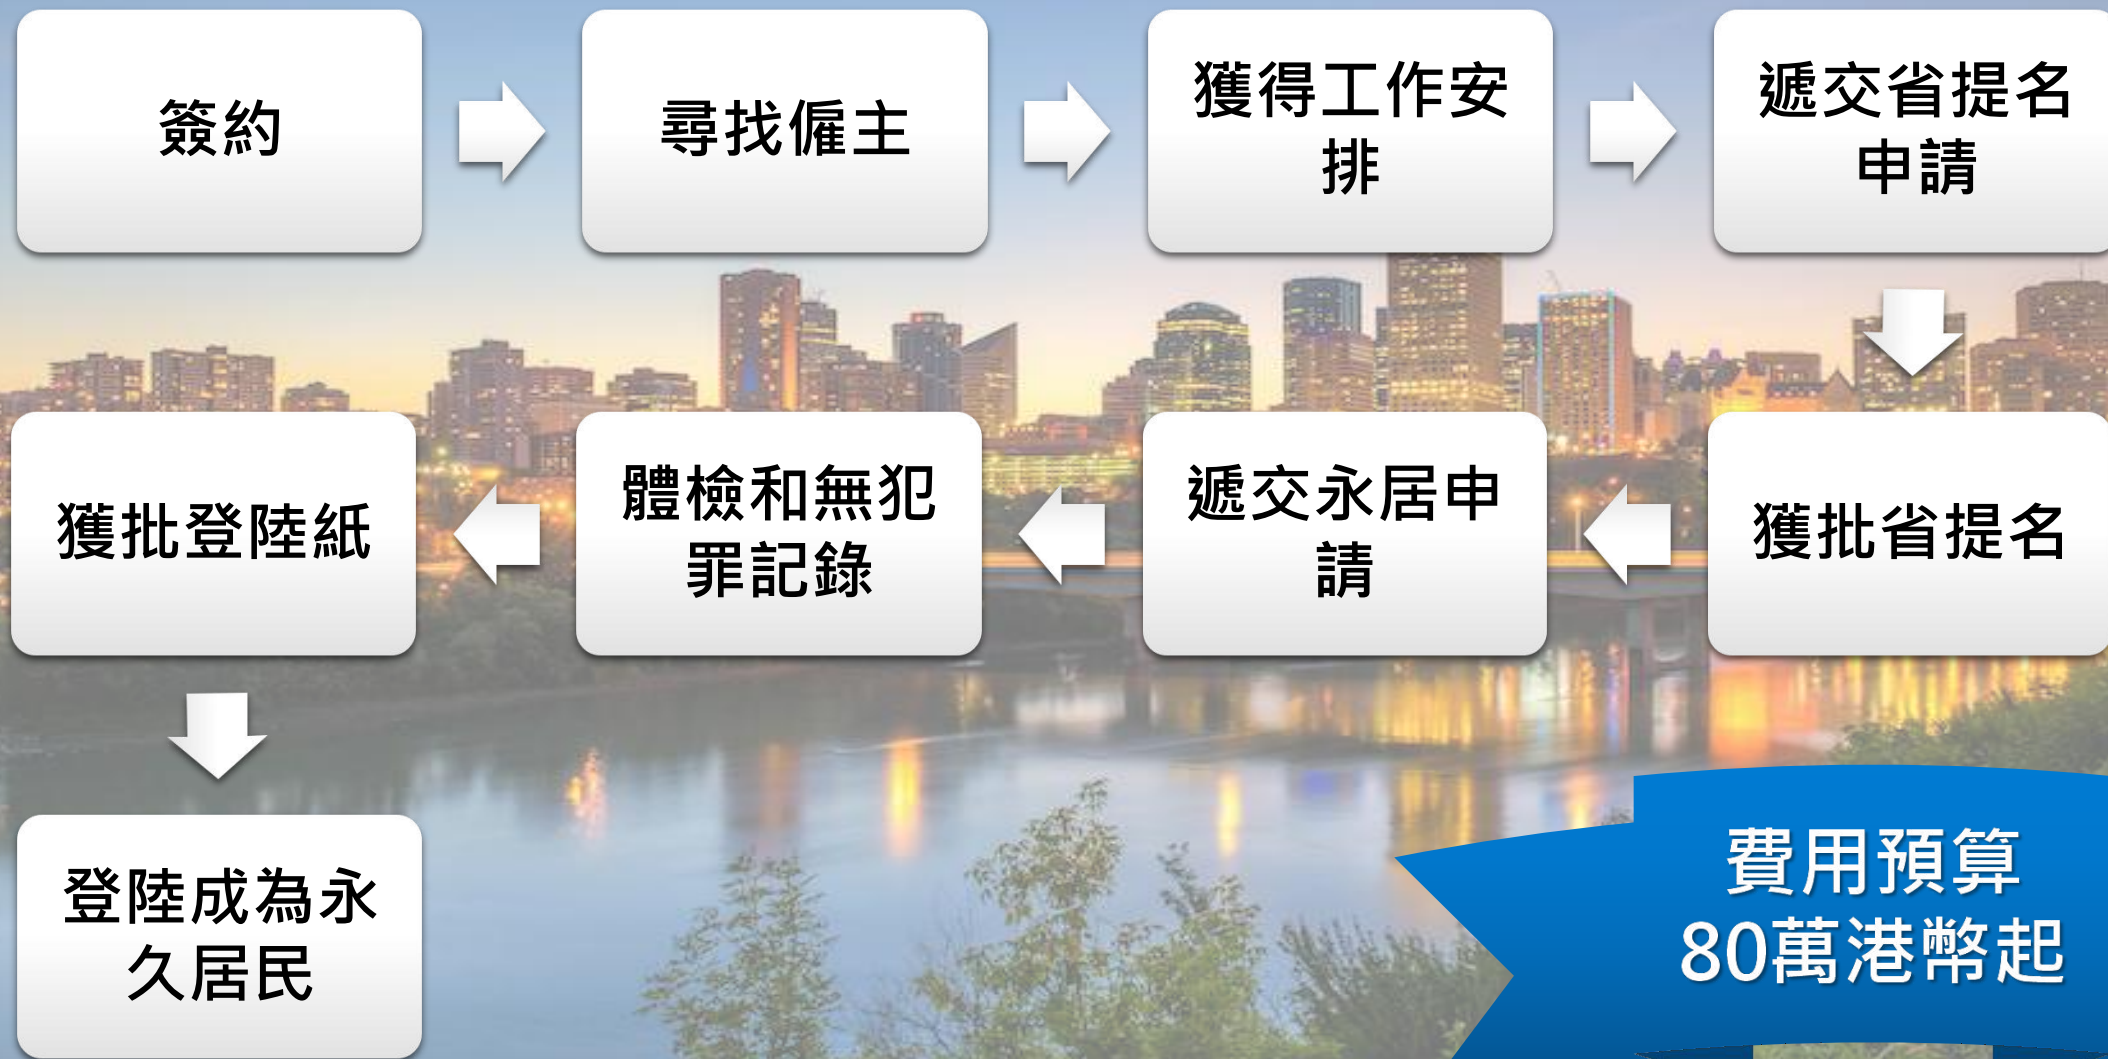 簽約
尋找僱主
獲得工作安
排
遞交省提名
申請
獲批省提名
遞交永居申
請
體檢和無犯
罪記錄
獲批登陸紙
登陸成為永
久居民
費用預算
80萬港幣起